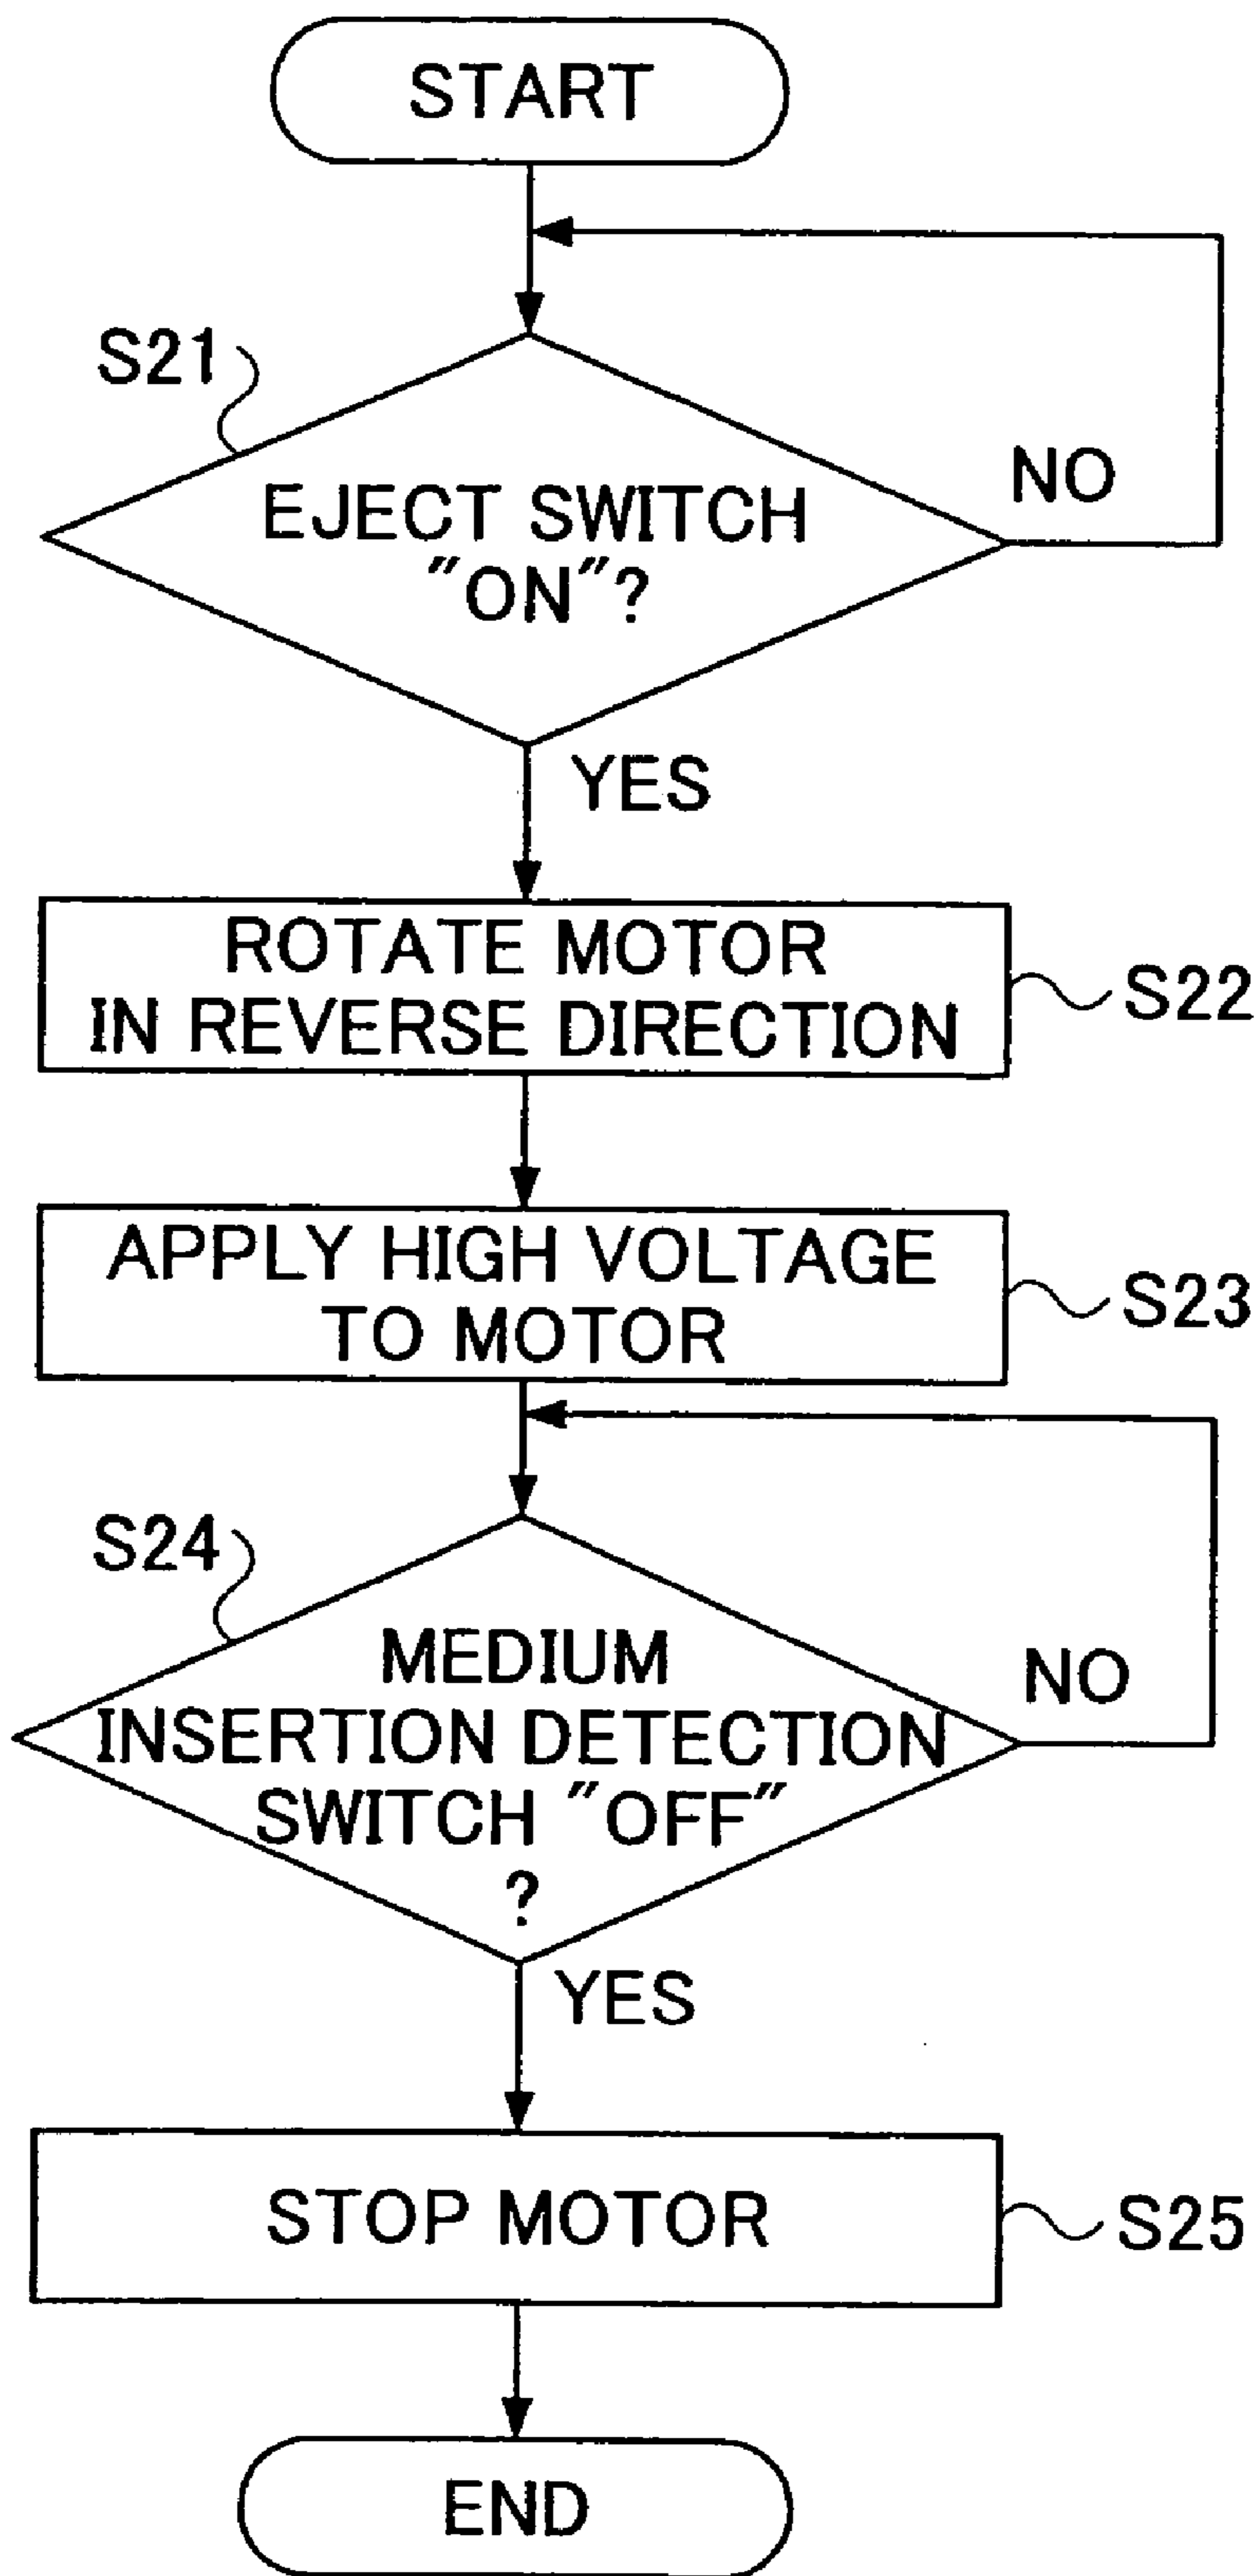 START
S21
NO
EJECT SWITCH
"ON"?
YES
ROTATE MOTOR
IN REVERSE DIRECTION
S22
APPLY HIGH VOLTAGE
TO MOTOR
S23
S24
NO
MEDIUM
INSERTION DETECTION
SWITCH "OFF"
?
YES
STOP MOTOR
S25
END